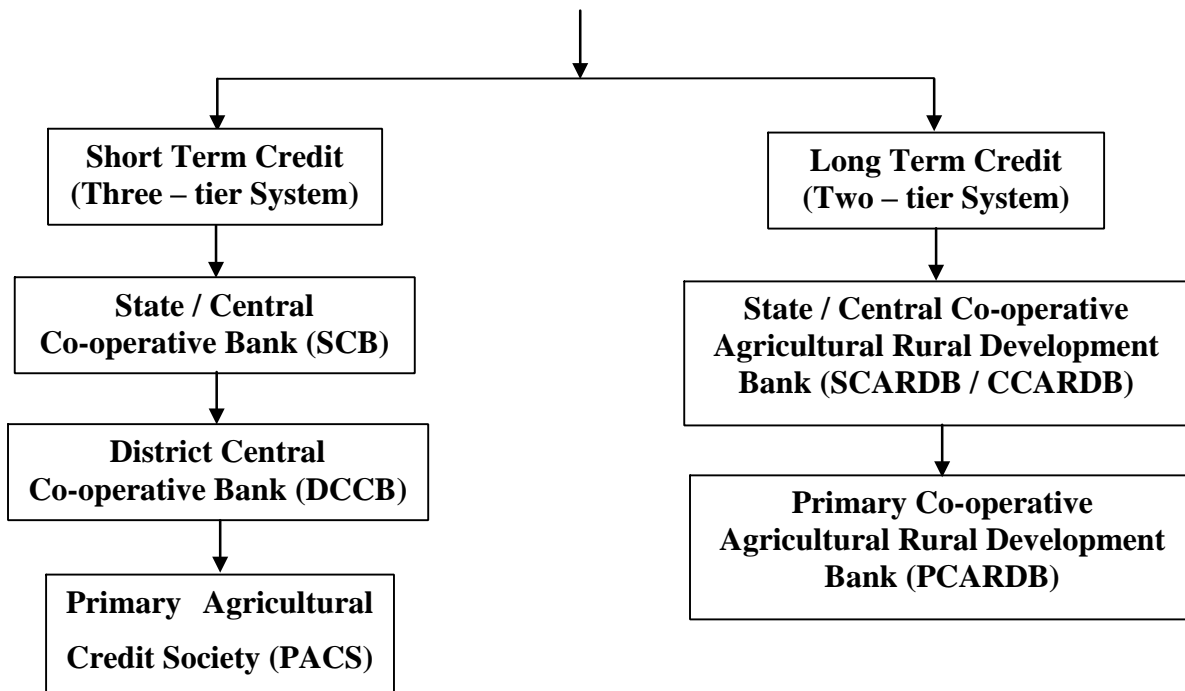 Short Term Credit
(Three – tier System)
State / Central
Co-operative Bank (SCB)
District Central
Co-operative Bank (DCCB)
Primary Agricultural
Credit Society (PACS)
Long Term Credit
(Two – tier System)
State / Central Co-operative
Agricultural Rural Development
Bank (SCARDB / CCARDB)
Primary Co-operative
Agricultural Rural Development
Bank (PCARDB)